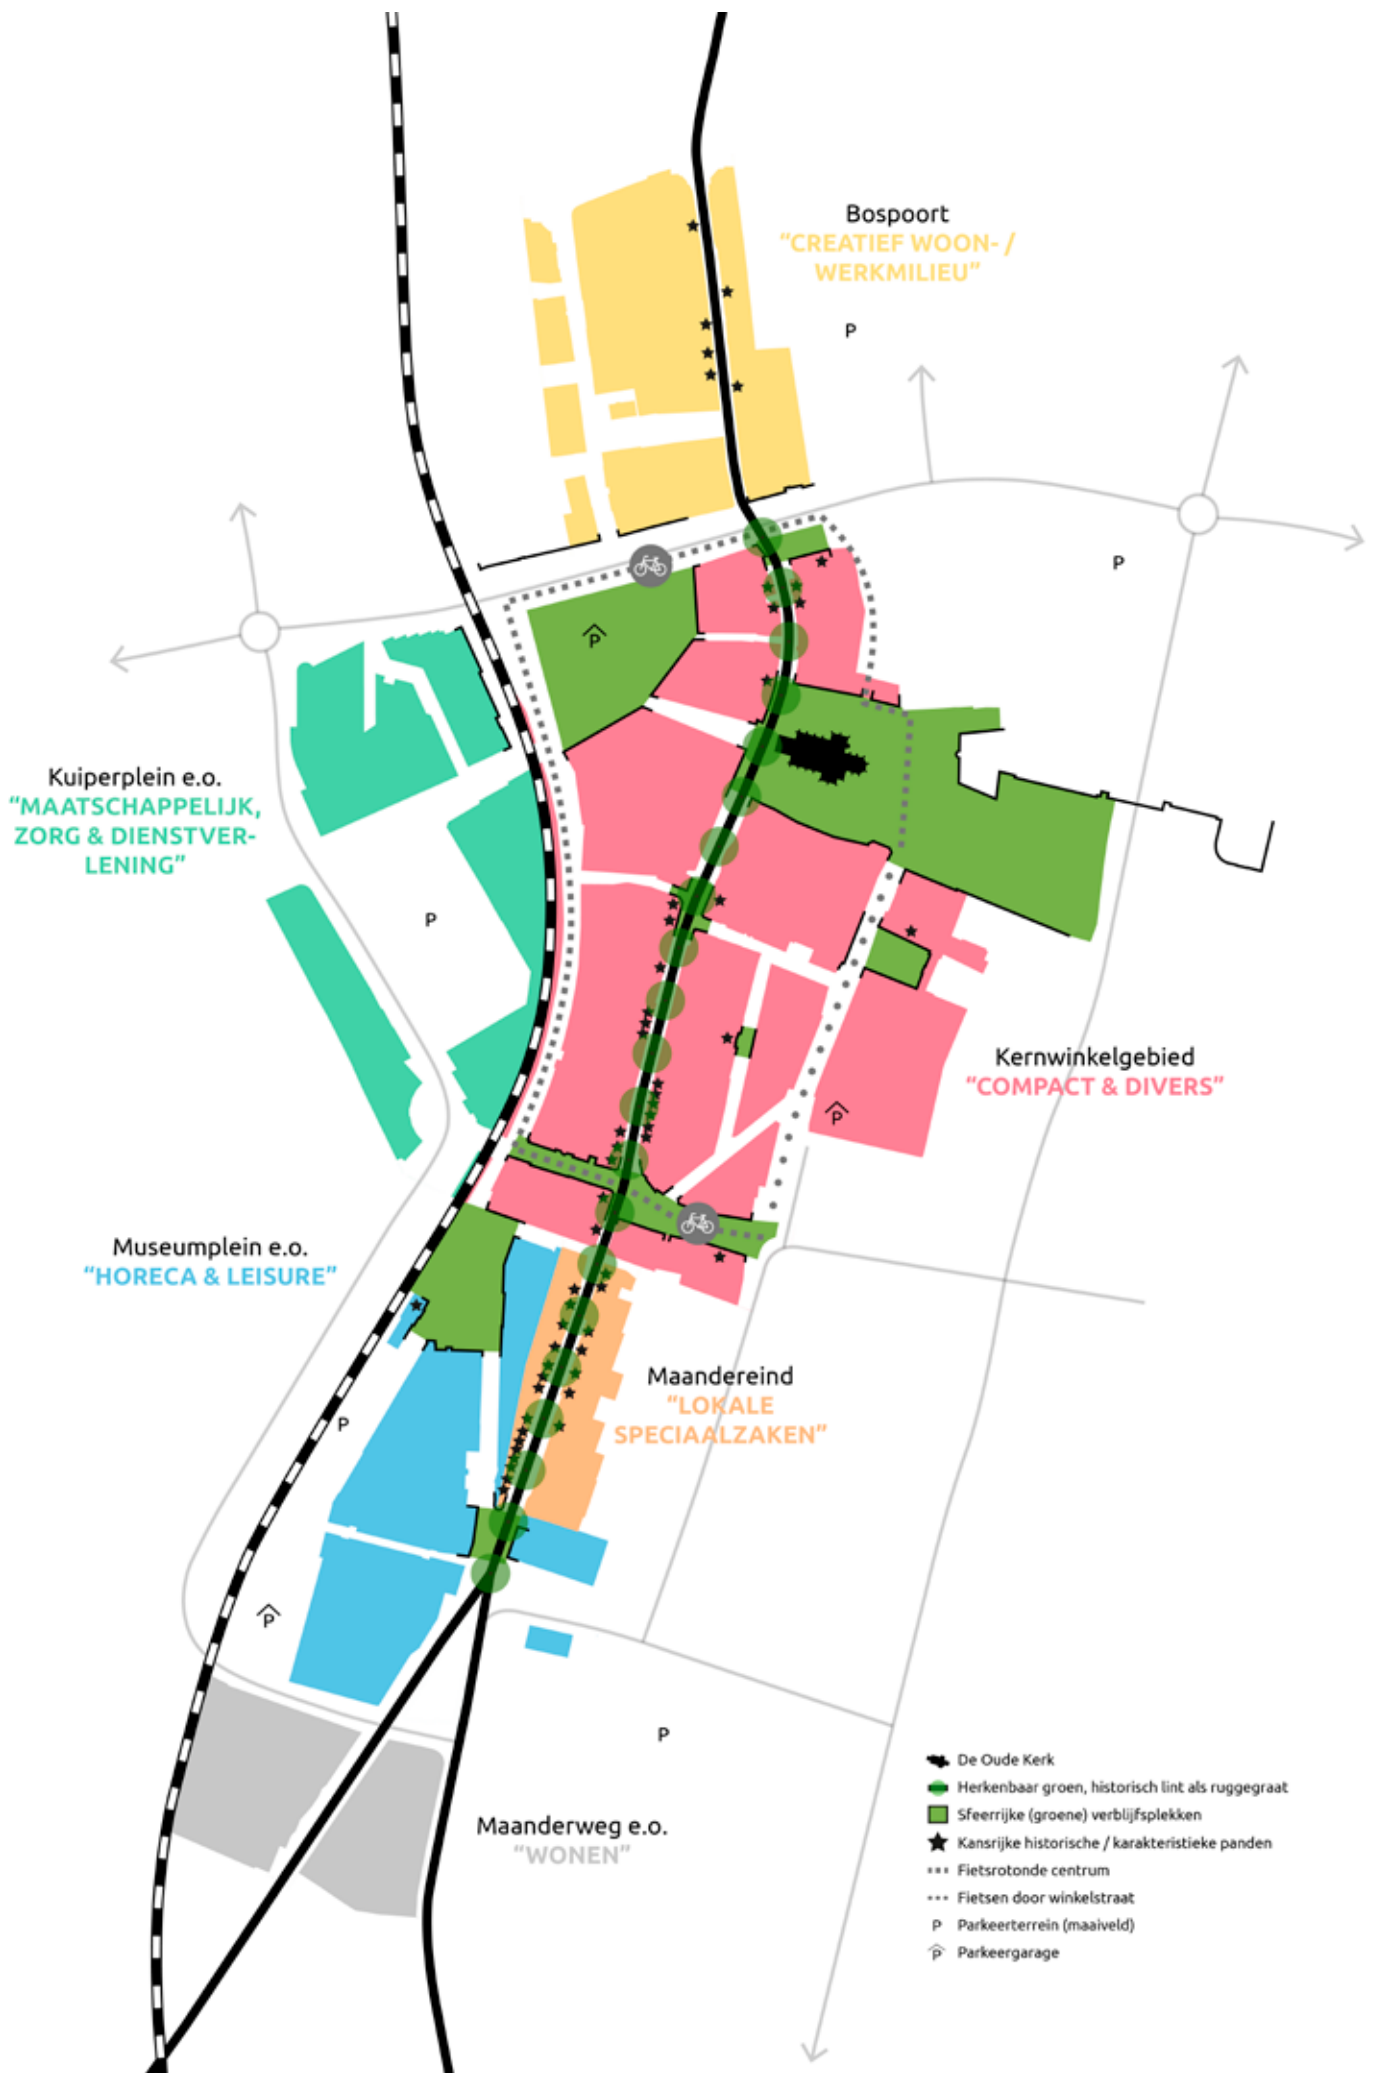 Bospoort
“CREATIEF WOON- /
WERKMILIEU”
P
P
P
Kuiperplein e.o.
“MAATSCHAPPELIJK,
ZORG & DIENSTVER-
LENING”
P
Kernwinkelgebied
“COMPACT & DIVERS”
P
Museumplein e.o.
“HORECA & LEISURE”
Maandereind
“LOKALE
SPECIAALZAKEN”
P
P
P
Maanderweg e.o.
“WONEN”
De Oude Kerk
Herkenbaar groen, historisch lint als ruggegraat
Sfeerrijke (groene) verblijfsplekken
Kansrijke historische / karakteristieke panden
Fietsrotonde centrum
Fietsen door winkelstraat
P Parkeerterrein (maaiveld)
P Parkeergarage